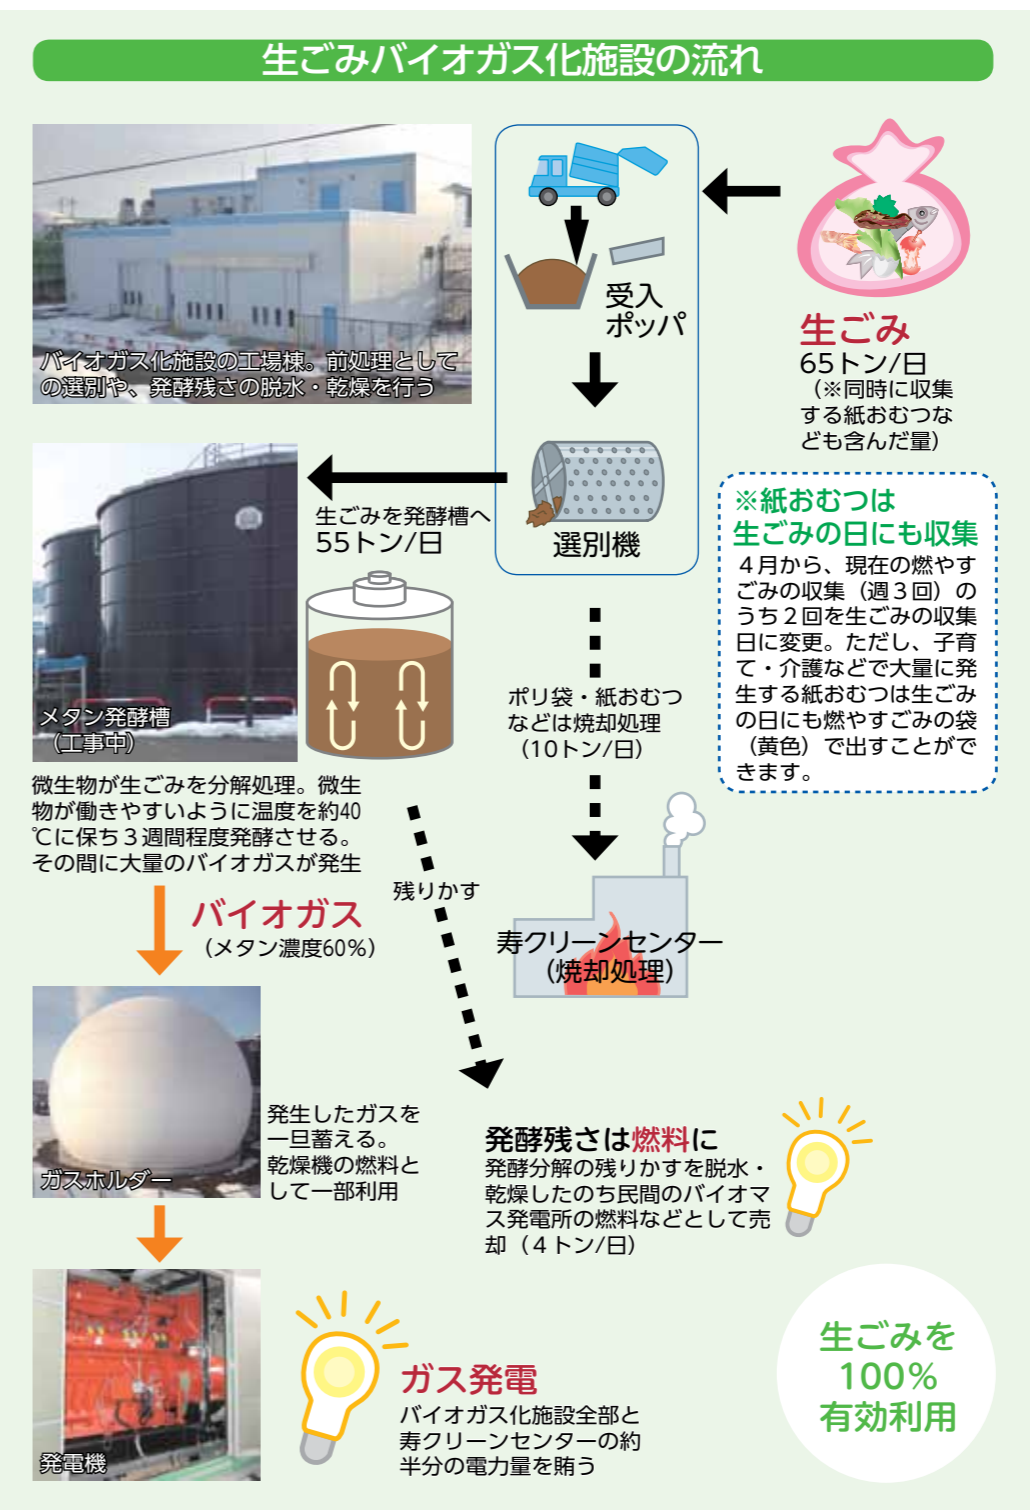 生ごみバイオガス化施設の流れ
バイオガス化施設の工場棟。前処理として
の選別や、発酵残さの脱水・乾燥を行う
受入
ポッパ
生ごみ
65トン/日
（※同時に収集
する紙おむつな
ども含んだ量）
選別機
生ごみを発酵槽へ
55トン/日
※紙おむつは
生ごみの日にも収集
４月から、現在の燃やす
ごみの収集（週３回）の
うち２回を生ごみの収集
日に変更。ただし、子育
て・介護などで大量に発
生する紙おむつは生ごみ
の日にも燃やすごみの袋
（黄色）で出すことがで
きます。
メタン発酵槽
（工事中）
ポリ袋・紙おむつ
などは焼却処理
（10トン/日）
微生物が生ごみを分解処理。微生
物が働きやすいように温度を約40
℃に保ち３週間程度発酵させる。
その間に大量のバイオガスが発生
残りかす
バイオガス
（メタン濃度60％）
寿クリーンセンター
（焼却処理）
ガスホルダー
発生したガスを
一旦蓄える。
乾燥機の燃料と
して一部利用
発酵残さは燃料に
発酵分解の残りかすを脱水・
乾燥したのち民間のバイオマ
ス発電所の燃料などとして売
却（４トン/日）
発電機
ガス発電
バイオガス化施設全部と
寿クリーンセンターの約
半分の電力量を賄う
生ごみを
100％
有効利用